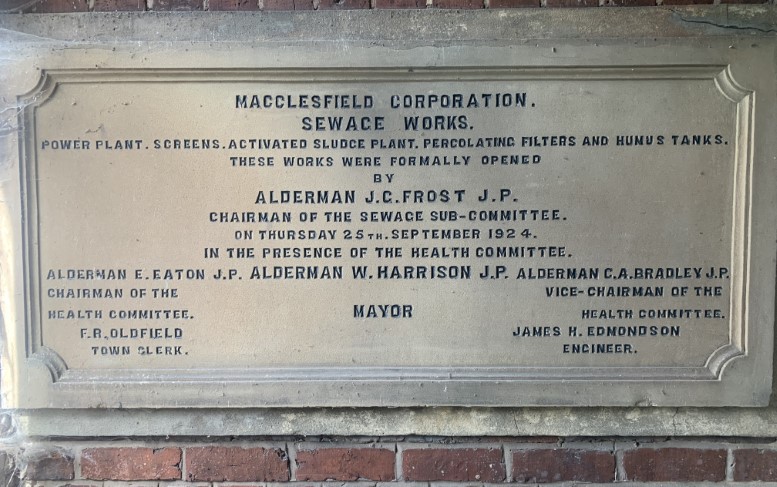 MACCLESFIELD CORPORATION.
SEWAGE WORKS.
POWER PLANT. SCREENS. ACTIVATED SLUDGE PLANT. PERCOLATING FILTERS AND HUMUS TANKS.
THESE WORKS WERE FORMALLY OPENED
BY
ALDERMAN J.C.FROST J.P.
CHAIRMAN OF THE SEWAGE SUB-COMMITTEE.
ON THURSDAY 25TH. SEPTEMBER 1924.
IN THE PRESENCE OF THE HEALTH COMMITTEE.
ALDERMAN E. EATON J.P. ALDERMAN W. HARRISON J.P. ALDERMAN C.A. BRADLEY J.P.
CHAIRMAN OF THE VICE-CHAIRMAN OF THE
HEALTH COMMITTEE. MAYOR HEALTH COMMITTEE.
F.R. OLDFIELD JAMES H. EDMONDSON
TOWN CLERK. ENGINEER.